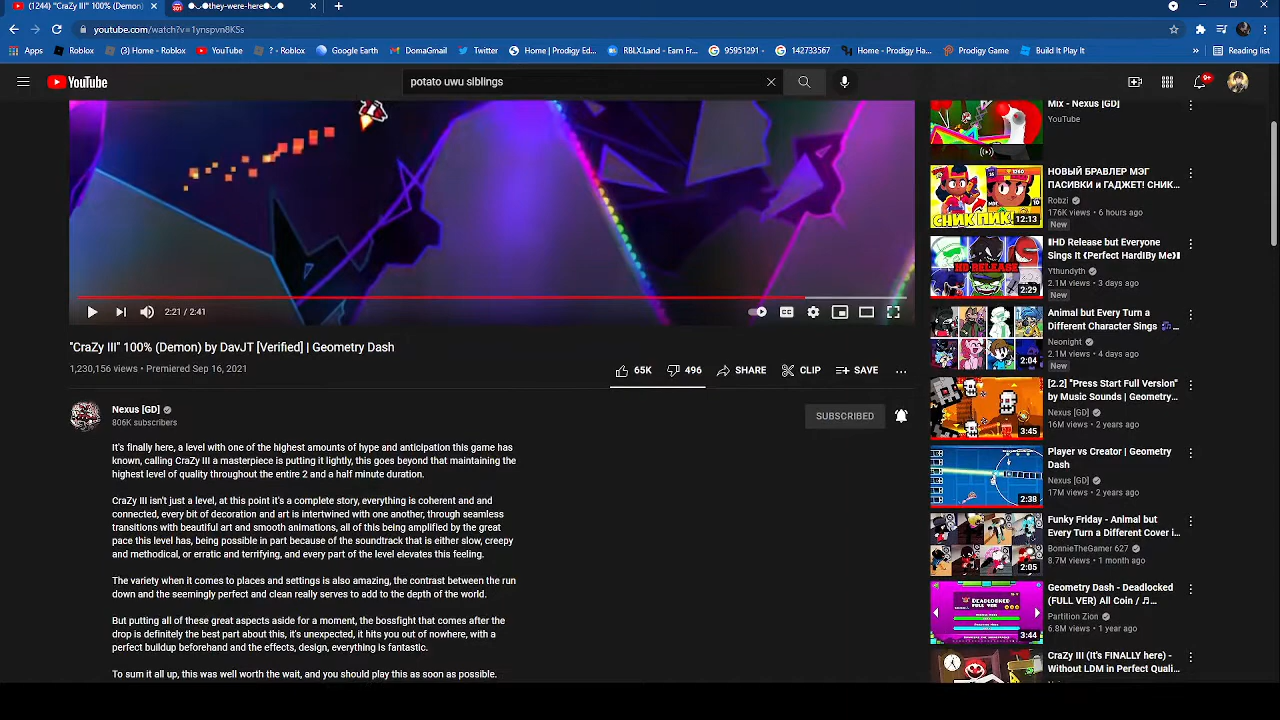 (1244) "CraZy III" 100% (Demon)
●◡●they-were-here●◡●
youtube.com/watch?v=1ynspvn8KSs
Apps
Roblox
(3) Home - Roblox
YouTube
? - Roblox
Google Earth
DomaGmail
Twitter
Home | Prodigy Ed...
RBLX.Land - Earn Fr...
95951291 -
142733567
Home - Prodigy Ha...
Prodigy Game
Build It Play It
Reading list
YouTube
potato uwu sIblings
9+
2:21 / 2:41
"CraZy III" 100% (Demon) by DavJT [Verified] | Geometry Dash
1,230,156 views • Premiered Sep 16, 2021
65K
496
SHARE
CLIP
SAVE
Nexus [GD]
806K subscribers
SUBSCRIBED
It's finally here, a level with one of the highest amounts of hype and anticipation this game has
known, calling CraZy III a masterpiece is putting it lightly, this goes beyond that maintaining the
highest level of quality throughout the entire 2 and a half minute duration.
CraZy III isn't just a level, at this point it's a complete story, everything is coherent and and
connected, every bit of decoration and art is intertwined with one another, through seamless
transitions with beautiful art and smooth animations, all of this being amplified by the great
pace this level has, being possible in part because of the soundtrack that is either slow, creepy
and methodical, or erratic and terrifying, and every part of the level elevates this feeling.
The variety when it comes to places and settings is also amazing, the contrast between the run
down and the seemingly perfect and clean really serves to add to the depth of the world.
But putting all of these great aspects aside for a moment, the bossfight that comes after the
drop is definitely the best part about this. It's unexpected, it hits you out of nowhere, with a
perfect buildup beforehand and the effects, design, everything is fantastic.
To sum it all up, this was well worth the wait, and you should play this as soon as possible.
Mix - Nexus [GD]
YouTube
СНИК ПИК!
12:13
НОВЫЙ БРАВЛЕР МЭГ
ПАСИВКИ и ГАДЖЕТ! СНИК...
Robzi
176K views • 6 hours ago
New
HD RELEASE
2:29
‖HD Release but Everyone
Sings It《Perfect Hard‖By Me》‖
Ythundyth
2.1M views • 3 days ago
New
2:04
Animal but Every Turn a
Different Character Sings
Neonight
2.1M views • 4 days ago
New
3:45
[2.2] "Press Start Full Version"
by Music Sounds | Geometry...
Nexus [GD]
16M views • 2 years ago
2:38
Player vs Creator | Geometry
Dash
Nexus [GD]
17M views • 2 years ago
2:05
Funky Friday - Animal but
Every Turn a Different Cover i...
BonnieTheGamer 627
8.7M views • 1 month ago
DEADLOCKED
FULL VER
3:44
Geometry Dash - Deadlocked
(FULL VER) All Coin / ♫...
Partition Zion
6.8M views • 1 year ago
CraZy III (It's FINALLY here) -
Without LDM in Perfect Quali...